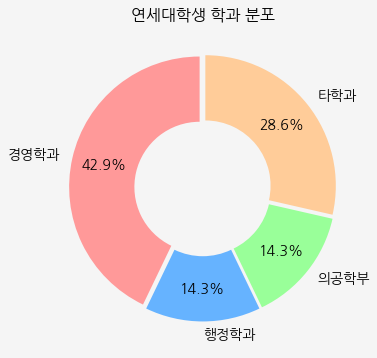 연세대학생 학과 분포
타학과
28.6%
경영학과
42.9%
14.3%
의공학부
14.3%
행정학과